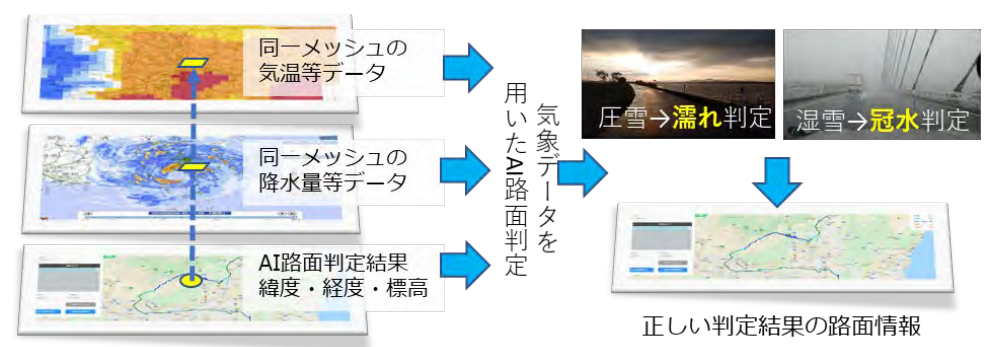 同一メッシュの
気温等データ
同一メッシュの
降水量等データ
AI路面判定結果
緯度・経度・標高
気象データを
用いたAI路面判定
圧雪→濡れ判定
湿雪→冠水判定
正しい判定結果の路面情報